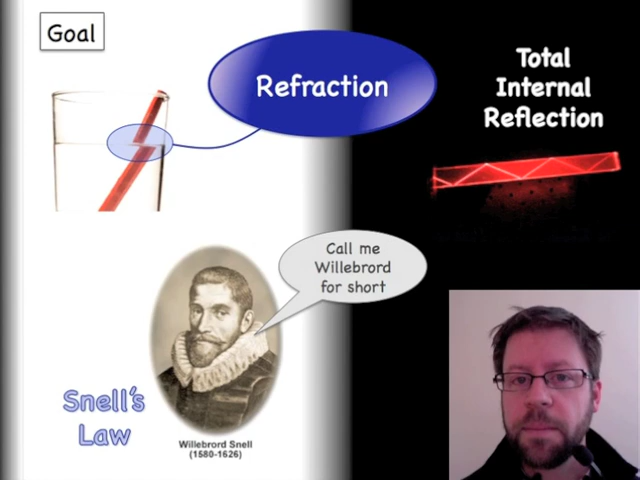 Goal
Refraction
Total
Internal
Reflection
Call me
Willebrord
for short
Snell's
Law
Willebrord Snell
(1580-1626)